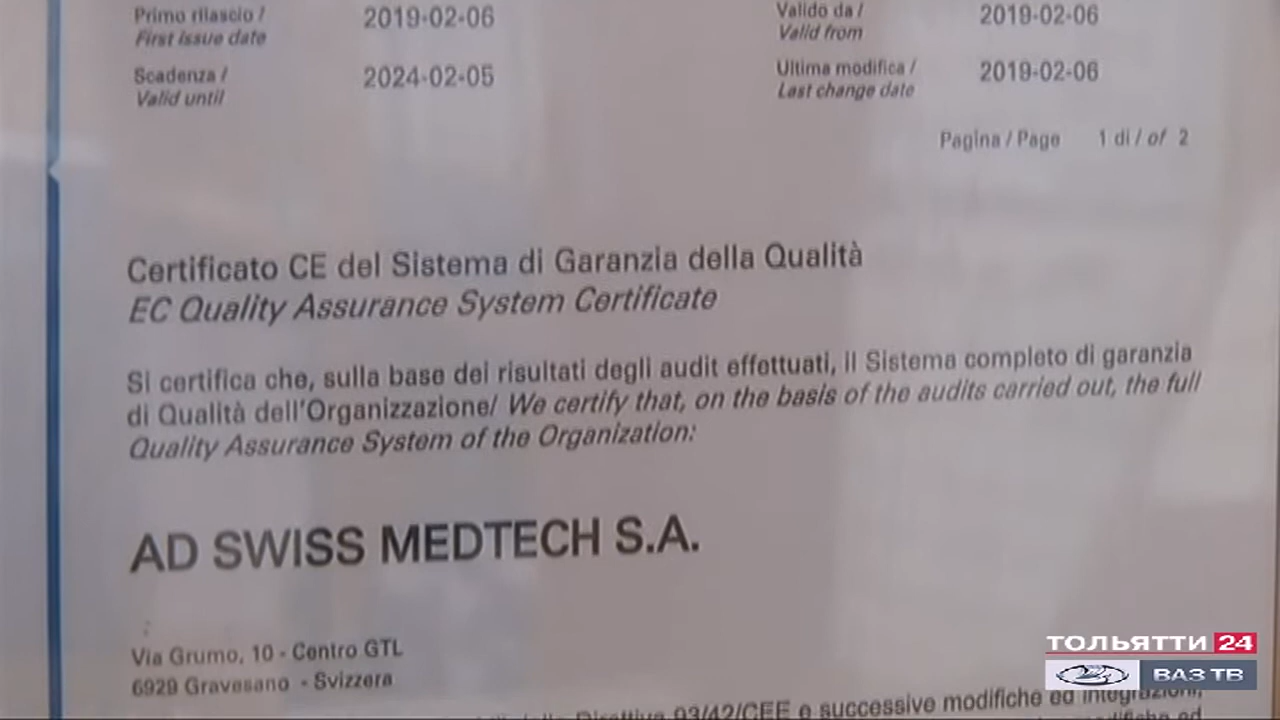 Primo rilascio / 2019-02-06 Valido da / 2019-02-06
First issue date Valid from
Scadenza / 2024-02-05 Ultima modifica / 2019-02-06
Valid until Last change date
Pagina / Page 1 di / of 2
Certificato CE del Sistema di Garanzia della Qualità
EC Quality Assurance System Certificate
Si certifica che, sulla base dei risultati degli audit effettuati, il Sistema completo di garanzia
di Qualità dell'Organizzazione/ We certify that, on the basis of the audits carried out, the full
Quality Assurance System of the Organization:
AD SWISS MEDTECH S.A.
Via Grumo, 10 - Centro GTL
6929 Gravesano - Svizzera
Direttiva 93/42/CEE e successive modifiche ed integrazioni,
ТОЛЬЯТТИ 24
ВАЗ ТВ